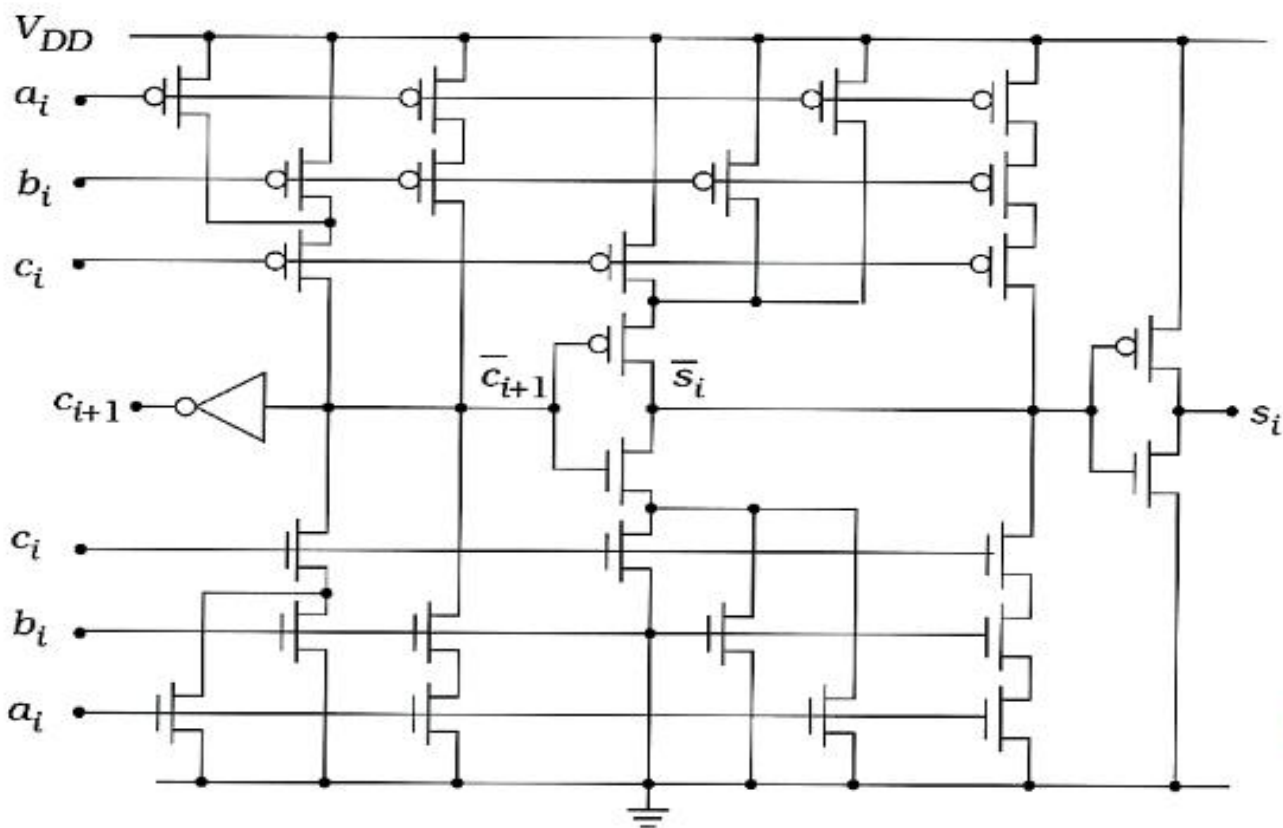 V_DD
a_i
b_i
c_i
c̅_{i+1} s̅_i
c_{i+1} s_i
c_i
b_i
a_i